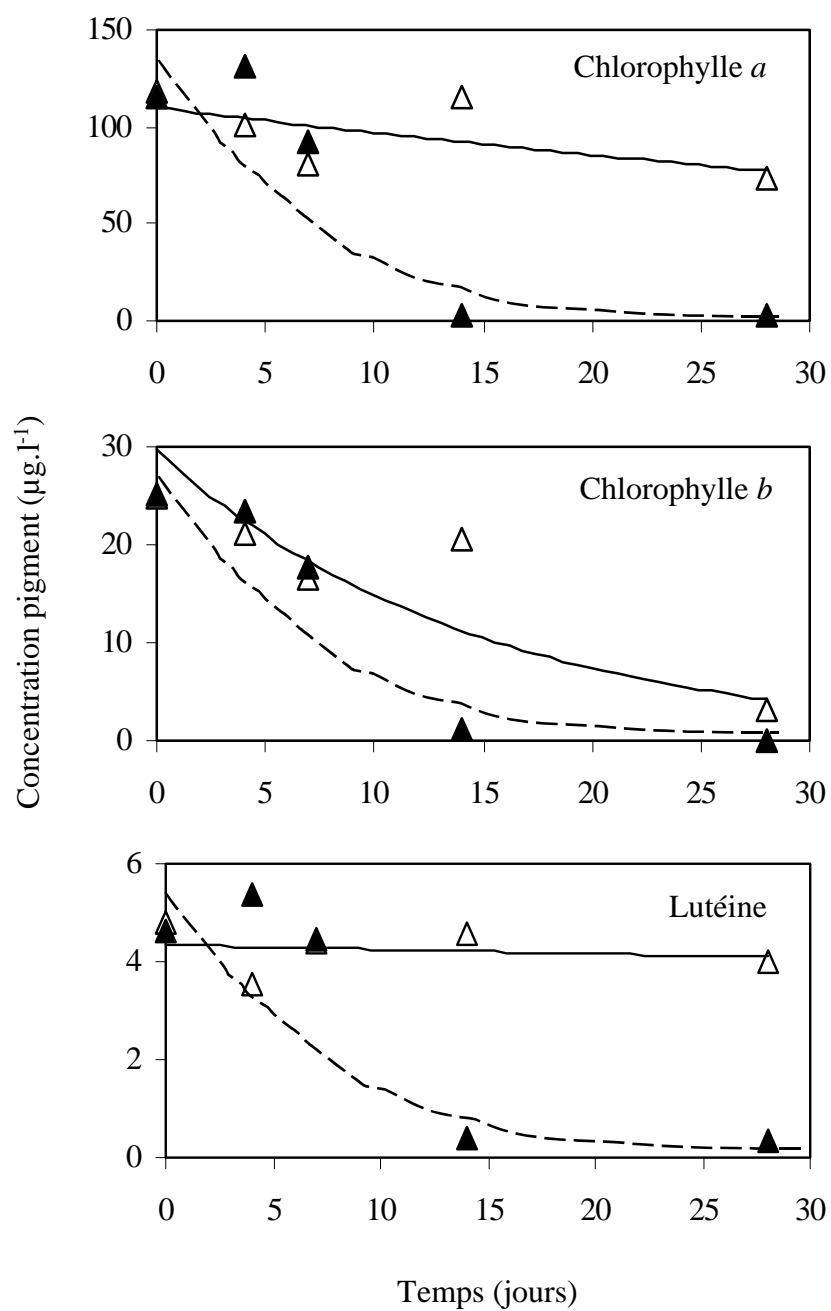 Concentration pigment (µg.l-1)
Chlorophylle a
150
100
50
0
0 5 10 15 20 25 30
Chlorophylle b
30
20
10
0
0 5 10 15 20 25 30
Lutéine
6
4
2
0
0 5 10 15 20 25 30
Temps (jours)